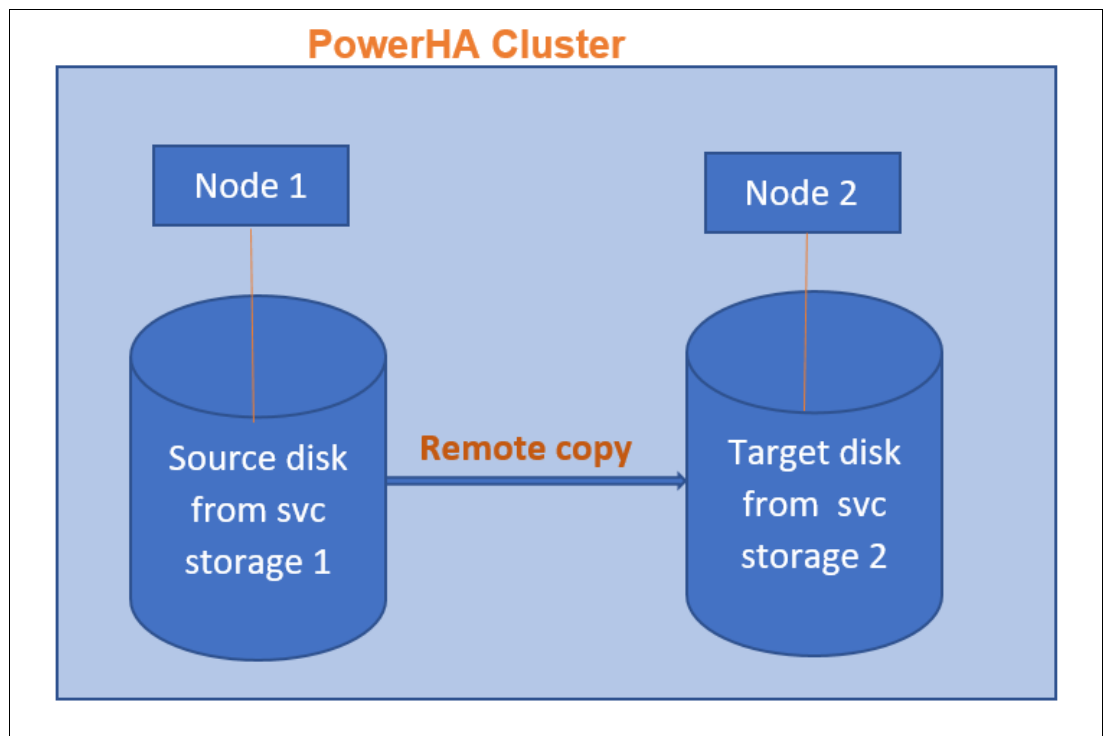 PowerHA Cluster
Node 1
Node 2
Source disk
from svc
storage 1
Remote copy
Target disk
from svc
storage 2